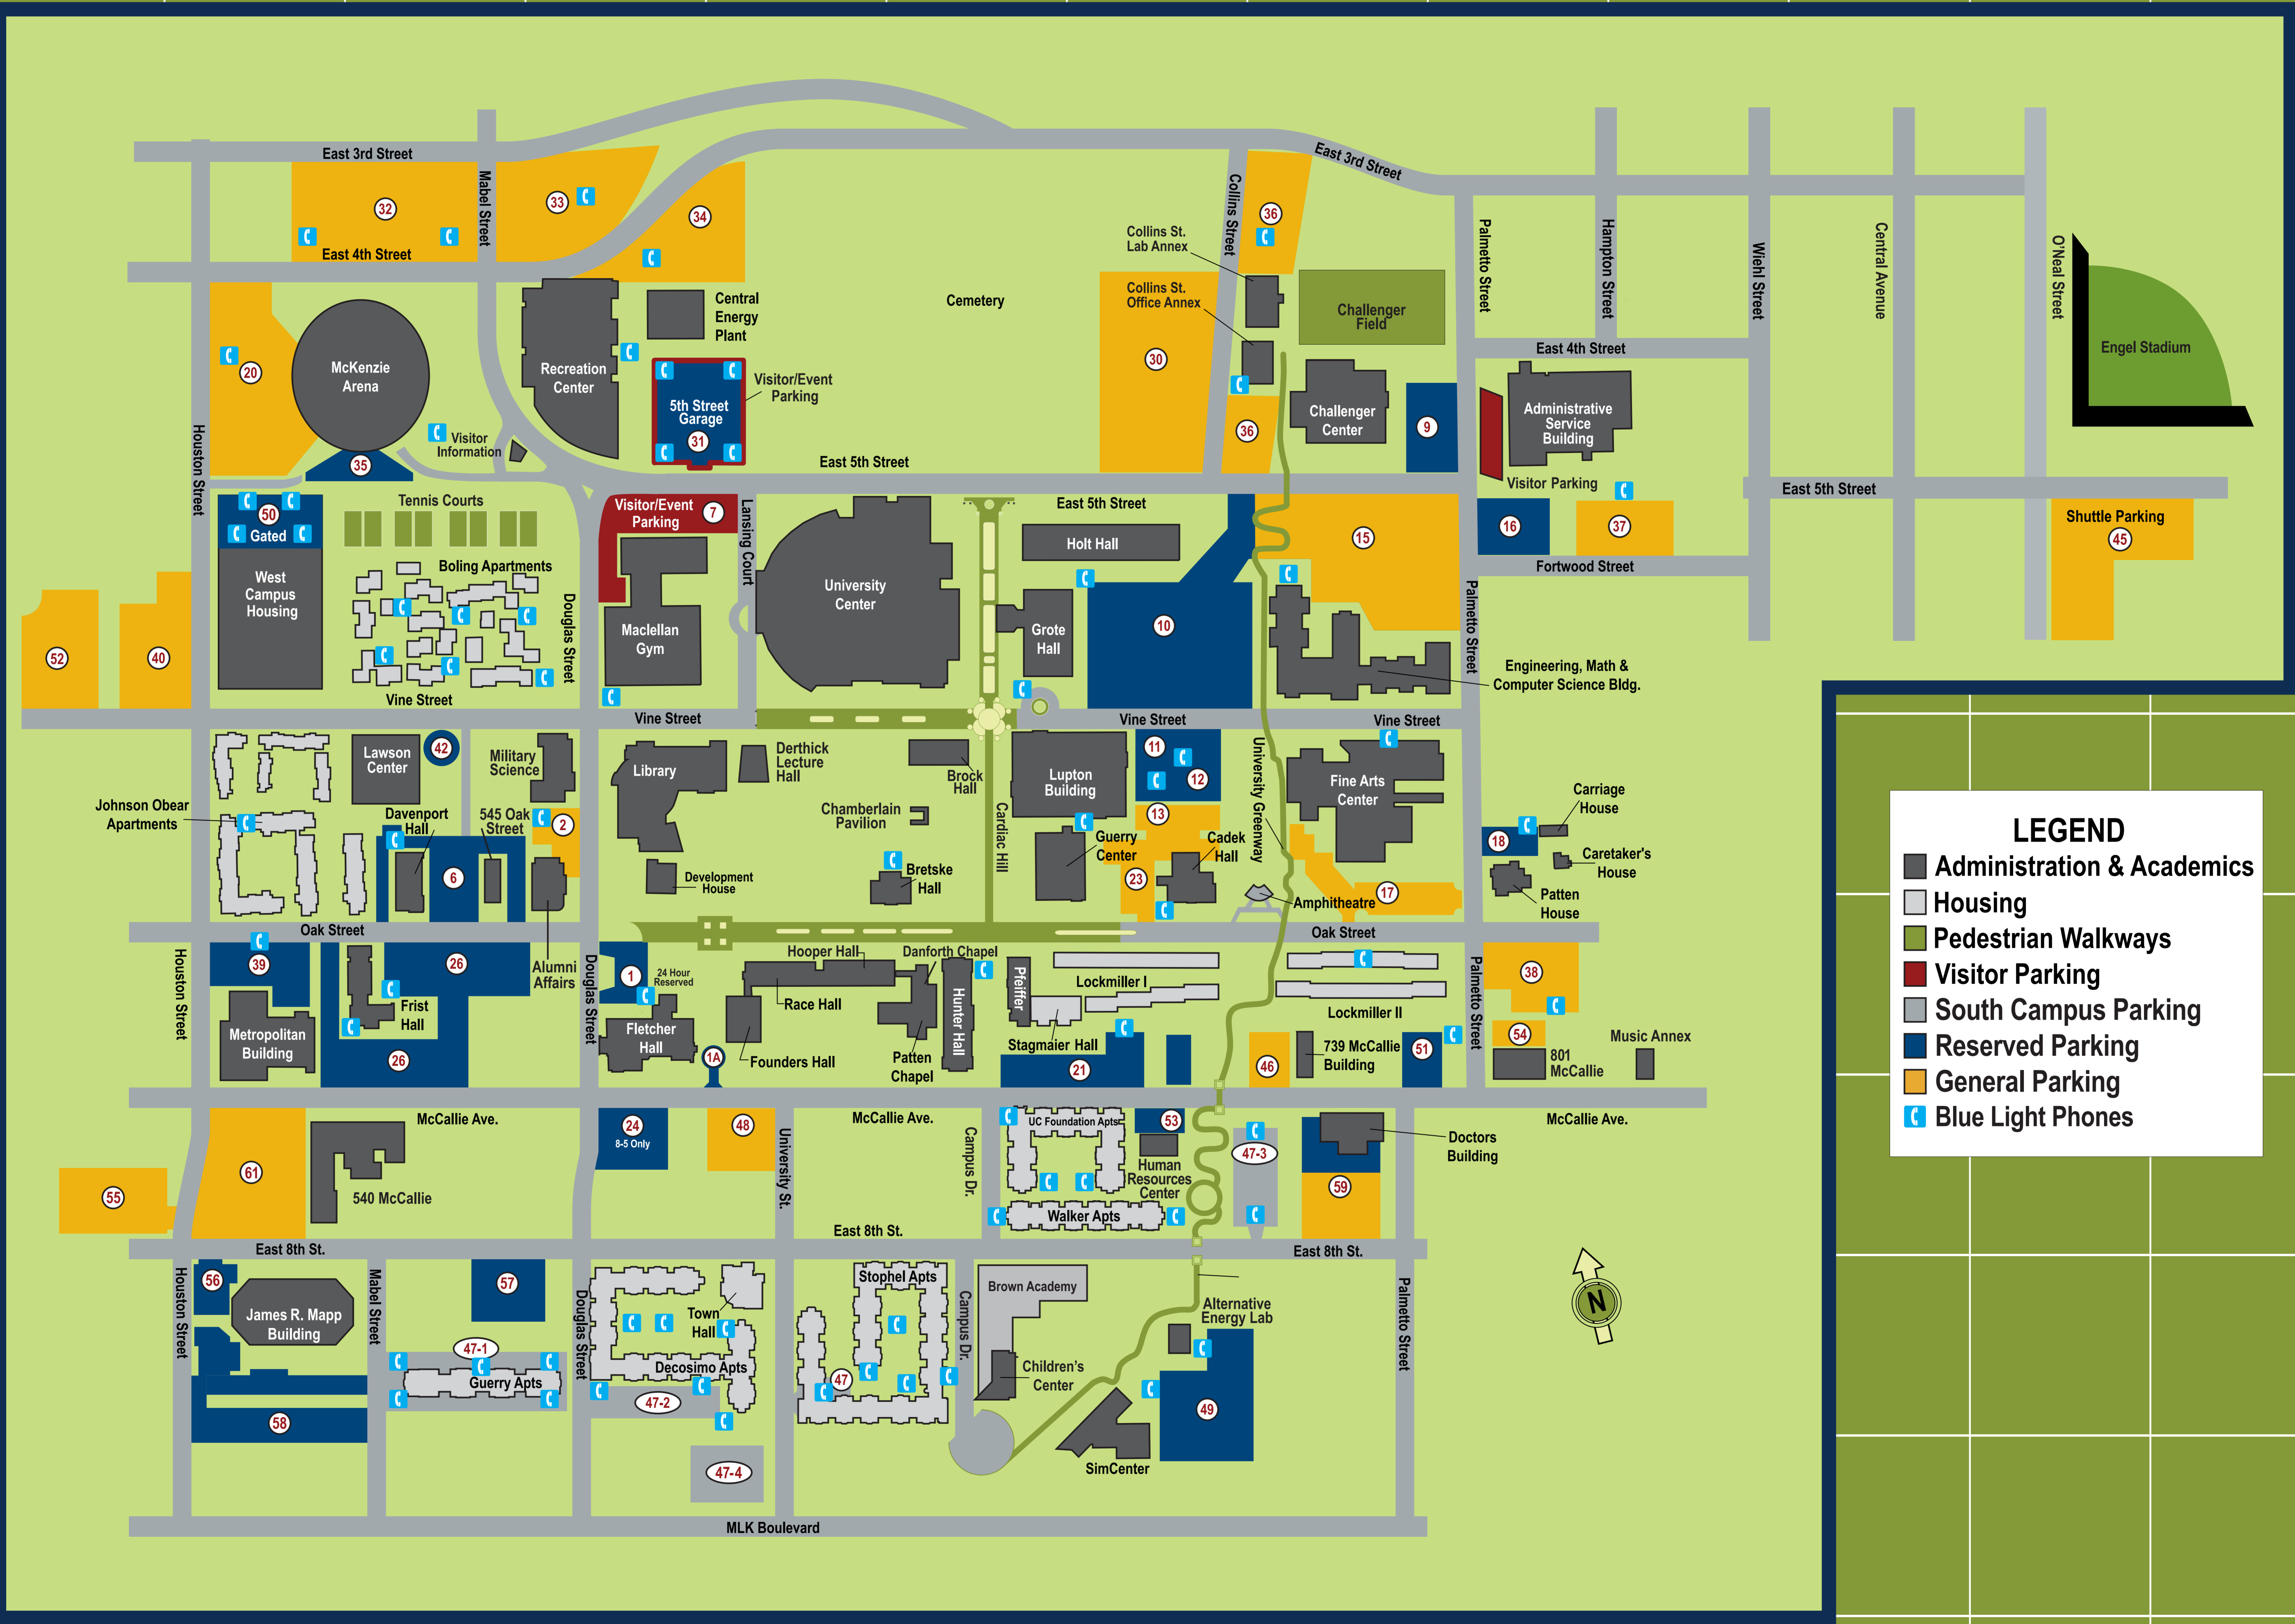 East 3rd Street
East 3rd Street
Mabel Street
32
33
34
East 4th Street
Collins Street
36
Palmetto Street
Hampton Street
Wiehl Street
Central Avenue
O'Neal Street
Collins St.
Lab Annex
Collins St.
Office Annex
Central
Energy
Plant
Cemetery
Challenger
Field
East 4th Street
Engel Stadium
20
McKenzie
Arena
Recreation
Center
5th Street
Garage
31
Visitor/Event
Parking
30
36
Challenger
Center
9
Administrative
Service
Building
Houston Street
35
Visitor
Information
East 5th Street
Visitor Parking
East 5th Street
50
Gated
Tennis Courts
Visitor/Event
Parking
7
Lansing Court
East 5th Street
Holt Hall
15
16
37
Shuttle Parking
45
West
Campus
Housing
Boling Apartments
Douglas Street
University
Center
Fortwood Street
52
40
Maclellan
Gym
Grote
Hall
10
Palmetto Street
Engineering, Math &
Computer Science Bldg.
Vine Street
Vine Street
Vine Street
Vine Street
Lawson
Center
42
Military
Science
Library
Derthick
Lecture
Hall
Brock
Hall
Lupton
Building
11
12
University Greenway
Fine Arts
Center
Johnson Obear
Apartments
Davenport
Hall
545 Oak
Street
2
Chamberlain
Pavilion
Cardiac Hill
13
Guerry
Center
Cadek
Hall
Carriage
House
18
Caretaker's
House
6
Development
House
Bretske
Hall
23
Amphitheatre
17
Patten
House
Oak Street
Oak Street
Houston Street
39
26
Alumni
Affairs
Douglas Street
1
24 Hour
Reserved
Hooper Hall
Danforth Chapel
Race Hall
Hunter Hall
Pfeiffer
Lockmiller I
Lockmiller II
Palmetto Street
38
Metropolitan
Building
Frist
Hall
26
Fletcher
Hall
1A
Founders Hall
Patten
Chapel
Stagmaier Hall
21
46
739 McCallie
Building
51
54
801
McCallie
Music Annex
McCallie Ave.
McCallie Ave.
McCallie Ave.
55
61
540 McCallie
24
8-5 Only
48
University St.
Campus Dr.
UC Foundation Apts
53
Human
Resources
Center
Walker Apts
47-3
59
Doctors
Building
East 8th St.
East 8th St.
East 8th St.
Houston Street
56
James R. Mapp
Building
Mabel Street
57
47-1
Guerry Apts
58
Douglas Street
Town
Hall
Decosimo Apts
47-2
47-4
Stophel Apts
47
Campus Dr.
Brown Academy
Children's
Center
Alternative
Energy Lab
49
SimCenter
Palmetto Street
N
MLK Boulevard
LEGEND
Administration & Academics
Housing
Pedestrian Walkways
Visitor Parking
South Campus Parking
Reserved Parking
General Parking
Blue Light Phones